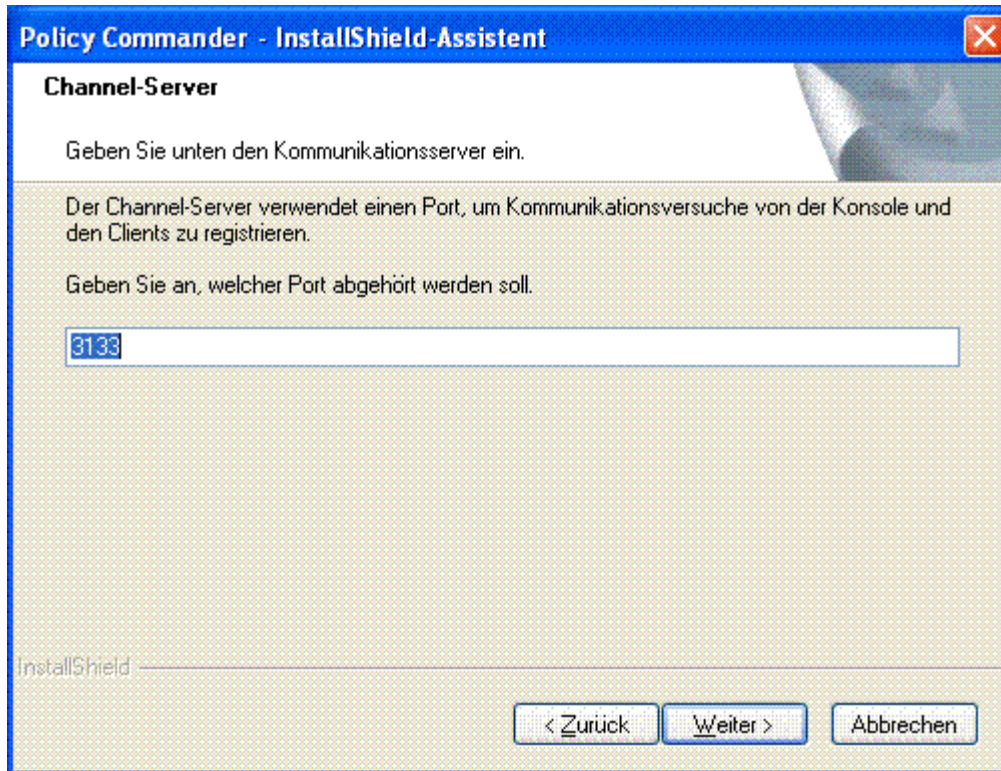 Policy Commander - InstallShield-Assistent
Channel-Server
Geben Sie unten den Kommunikationsserver ein.
Der Channel-Server verwendet einen Port, um Kommunikationsversuche von der Konsole und
den Clients zu registrieren.
Geben Sie an, welcher Port abgehört werden soll.
3133
InstallShield
< Zurück Weiter > Abbrechen